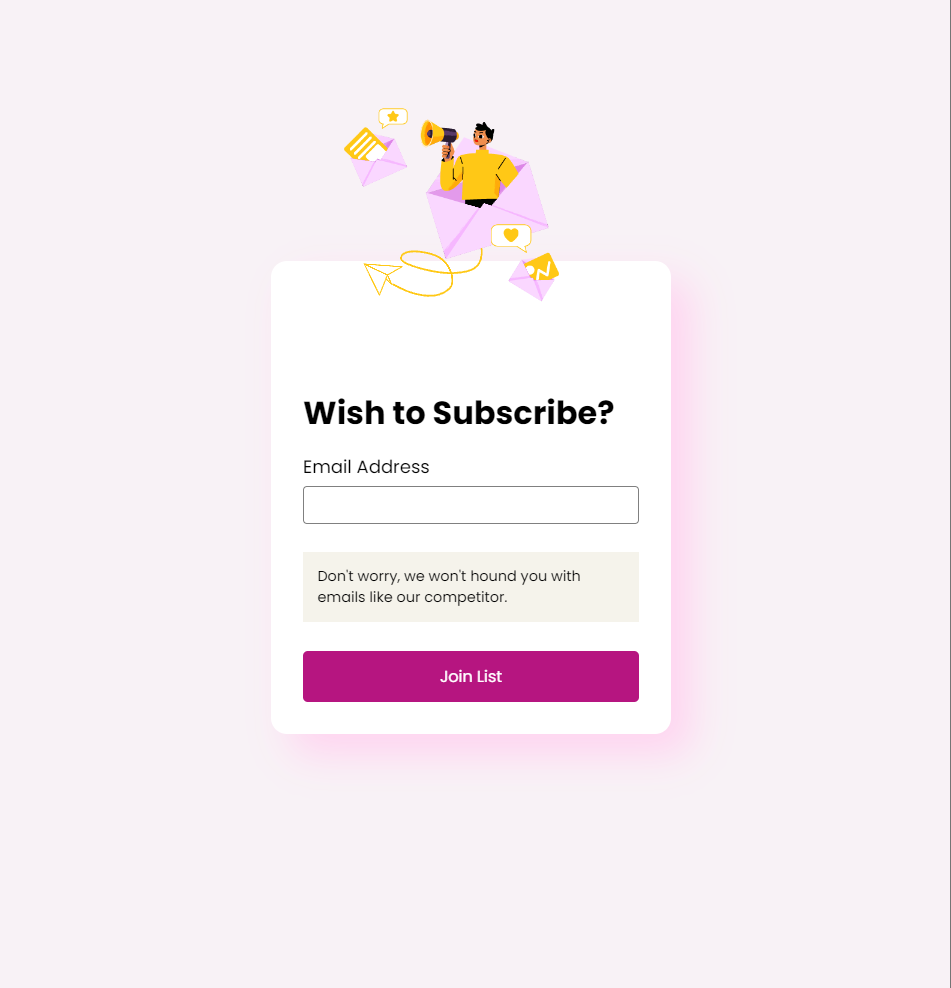 Wish to Subscribe?
Email Address
Don't worry, we won't hound you with
emails like our competitor.
Join List